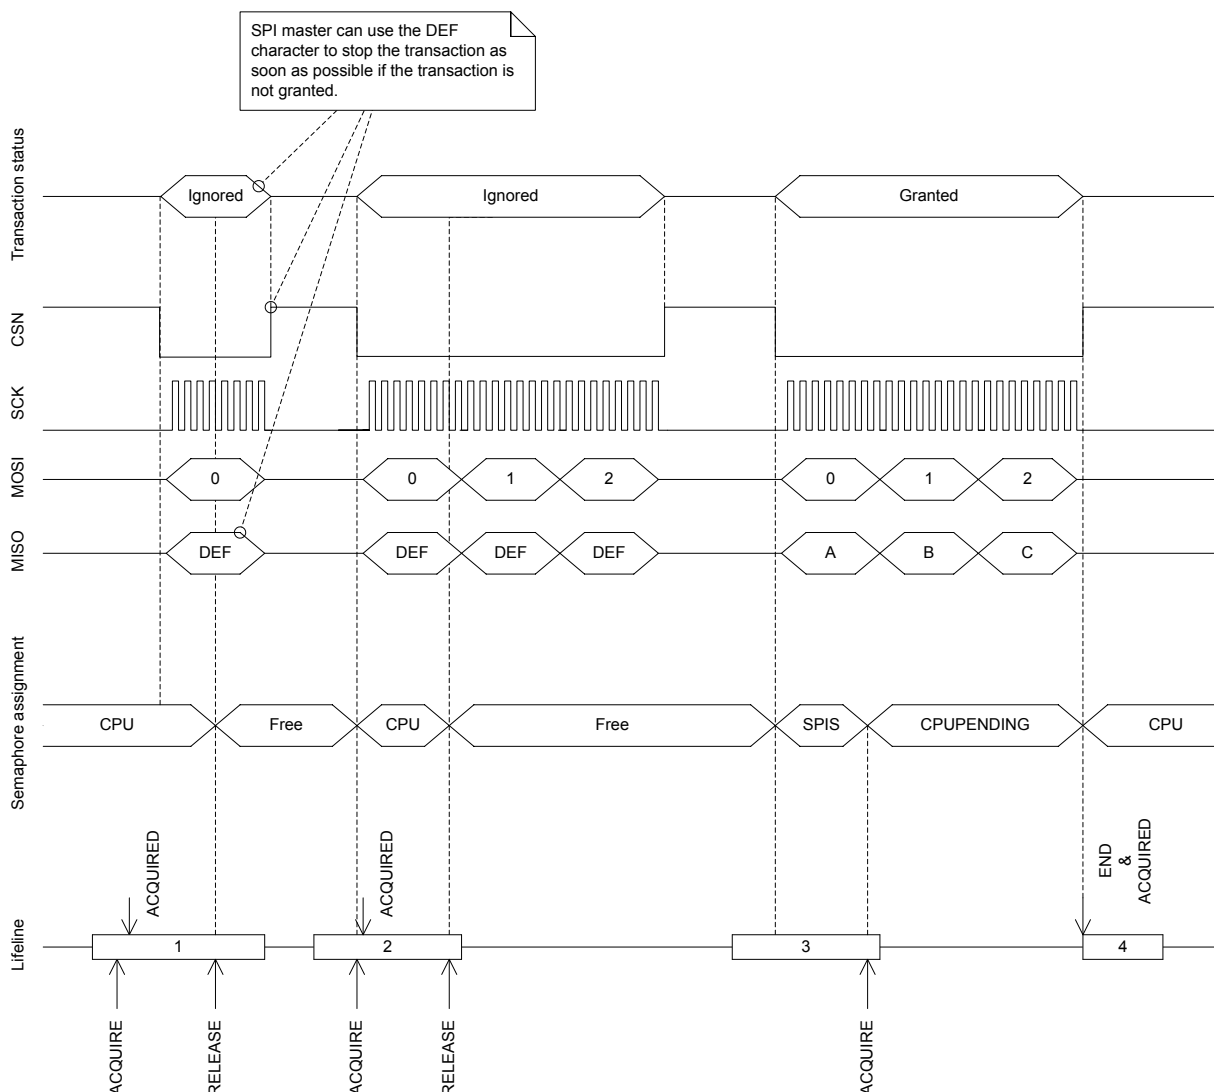 SPI master can use the DEF
character to stop the transaction as
soon as possible if the transaction is
not granted.
Transaction status
Ignored
Ignored
Granted
CSN
SCK
MOSI
0
0
1
2
0
1
2
MISO
DEF
DEF
DEF
DEF
A
B
C
Semaphore assignment
CPU
Free
CPU
Free
SPIS
CPUPENDING
CPU
ACQUIRED
ACQUIRED
END
&
ACQUIRED
Lifeline
1
2
3
4
ACQUIRE
RELEASE
ACQUIRE
RELEASE
ACQUIRE